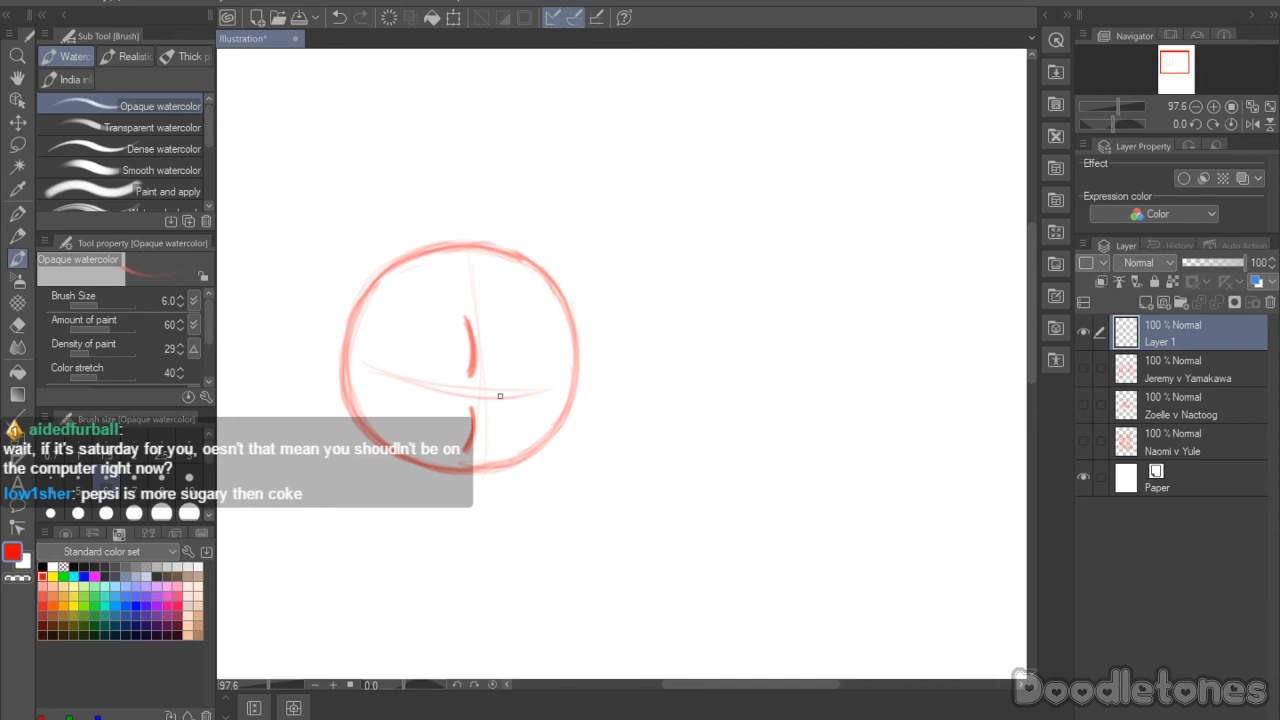 Sub Tool [Brush]
Waterc
Realistic
Thick p
India in
Opaque watercolor
Transparent watercolor
Dense watercolor
Smooth watercolor
Paint and apply
Tool property [Opaque watercolor]
Opaque watercolor
Brush Size 6.0
Amount of paint 60
Density of paint 29
Color stretch 40
Brush size [Opaque watercolor]
aidedfurball:
wait, if it's saturday for you, oesn't that mean you shoudln't be on
the computer right now?
low1sher: pepsi is more sugary then coke
Standard color set
Illustration*
97.6
0.0
Navigator
97.6
0.0
Layer Property
Effect
Expression color
Color
Layer
History
Auto Action
Normal
100
100 % Normal
Layer 1
100 % Normal
Jeremy v Yamakawa
100 % Normal
Zoelle v Nactoog
100 % Normal
Naomi v Yule
Paper
Doodletones